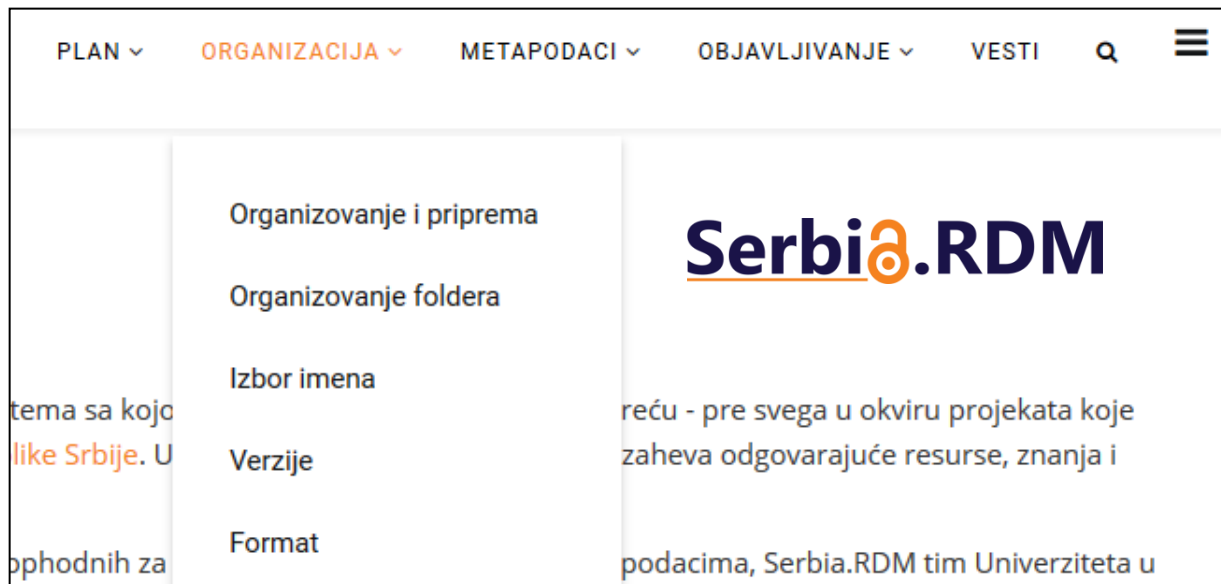 PLAN ORGANIZACIJA METAPODACI OBJAVLJIVANJE VESTI
Organizovanje i priprema
Serbia.RDM
Organizovanje foldera
Izbor imena
tema sa kojo reću - pre svega u okviru projekata koje
like Srbije. U zaheva odgovarajuće resurse, znanja i
Verzije
Format
ophodnih za podacima, Serbia.RDM tim Univerziteta u